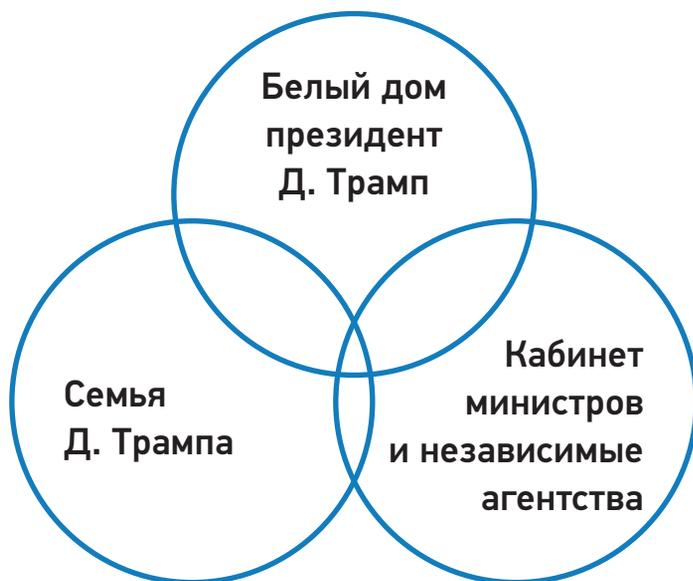 Белый дом
президент
Д. Трамп
Семья
Д. Трампа
Кабинет
министров
и независимые
агентства